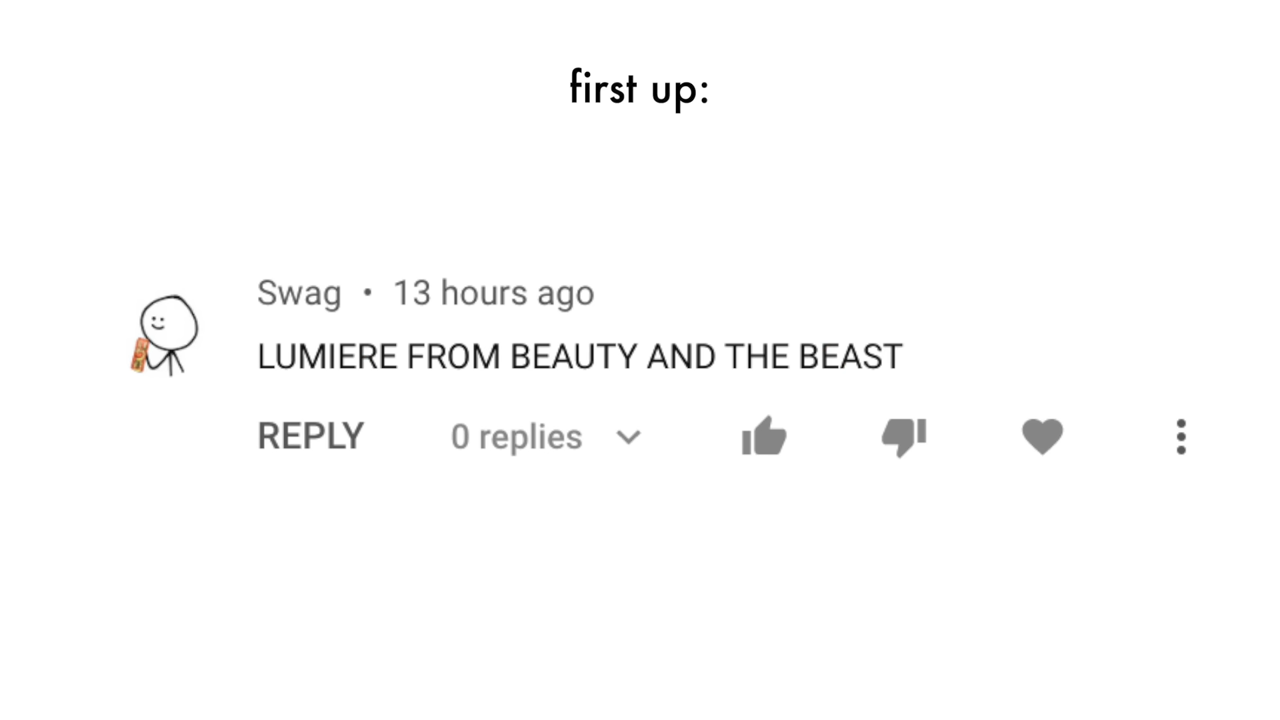 first up:
Swag • 13 hours ago
LUMIERE FROM BEAUTY AND THE BEAST
REPLY 0 replies